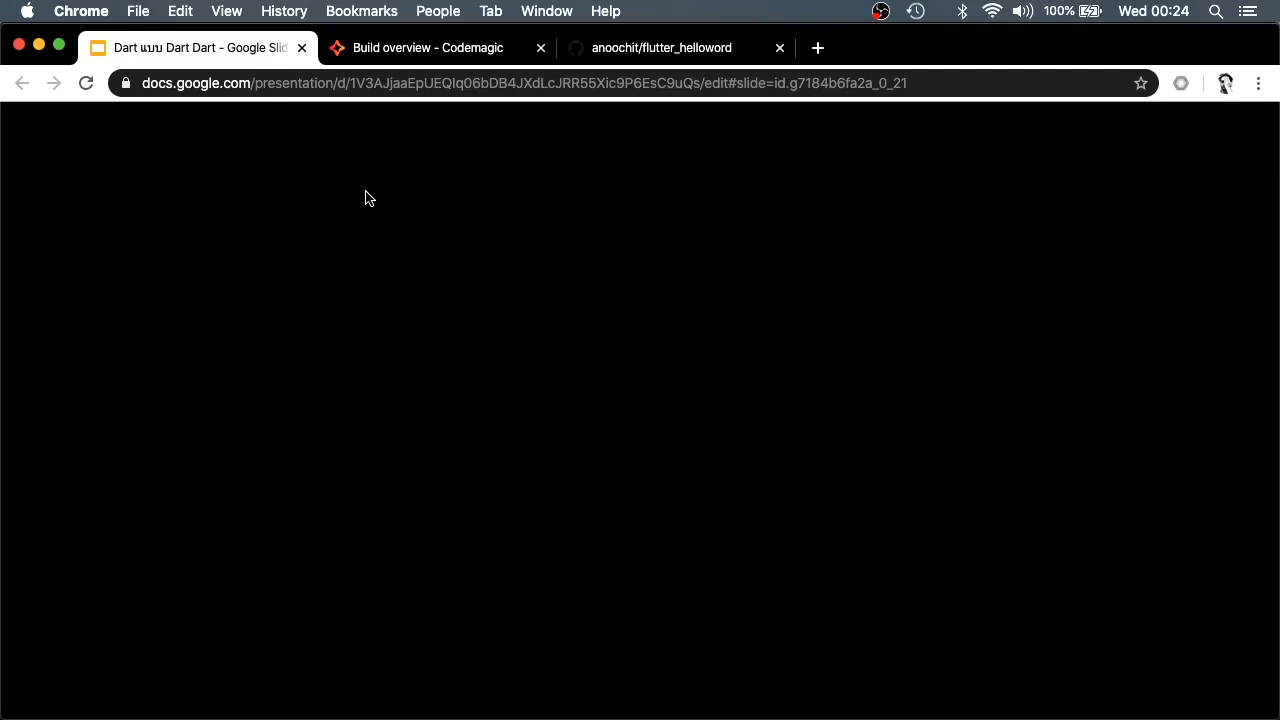 Chrome File Edit View History Bookmarks People Tab Window Help 100% Wed 00:24
Dart แบบ Dart Dart - Google Slid Build overview - Codemagic anoochit/flutter_helloword
docs.google.com/presentation/d/1V3AJjaaEpUEQIq06bDB4JXdLcJRR55Xic9P6EsC9uQs/edit#slide=id.g7184b6fa2a_0_21